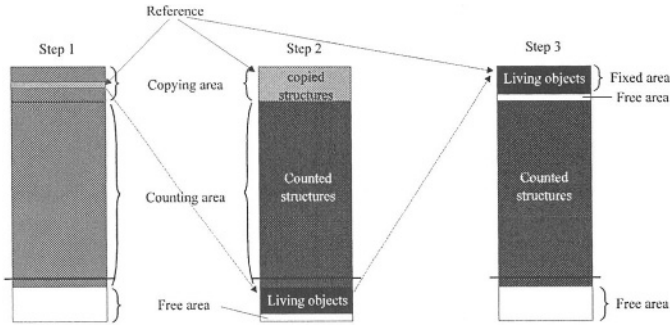 Reference
Step 1
Step 2
Step 3
Copying area
copied
structures
Living objects
Fixed area
Free area
Counting area
Counted
structures
Counted
structures
Free area
Living objects
Free area